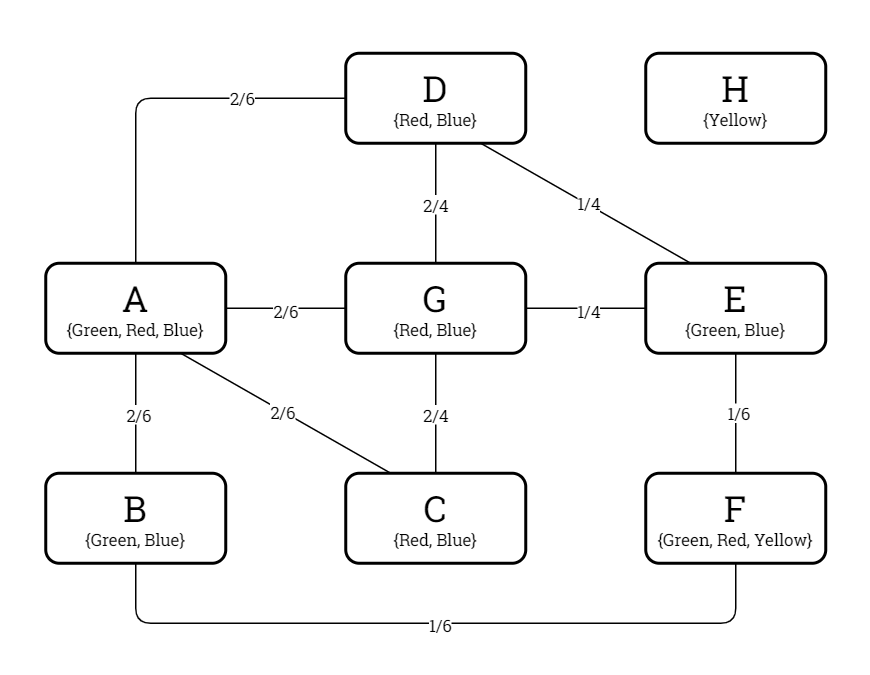 D
{Red, Blue}
H
{Yellow}
2/6
2/4
1/4
A
{Green, Red, Blue}
2/6
G
{Red, Blue}
1/4
E
{Green, Blue}
2/6
2/6
2/4
1/6
B
{Green, Blue}
C
{Red, Blue}
F
{Green, Red, Yellow}
1/6